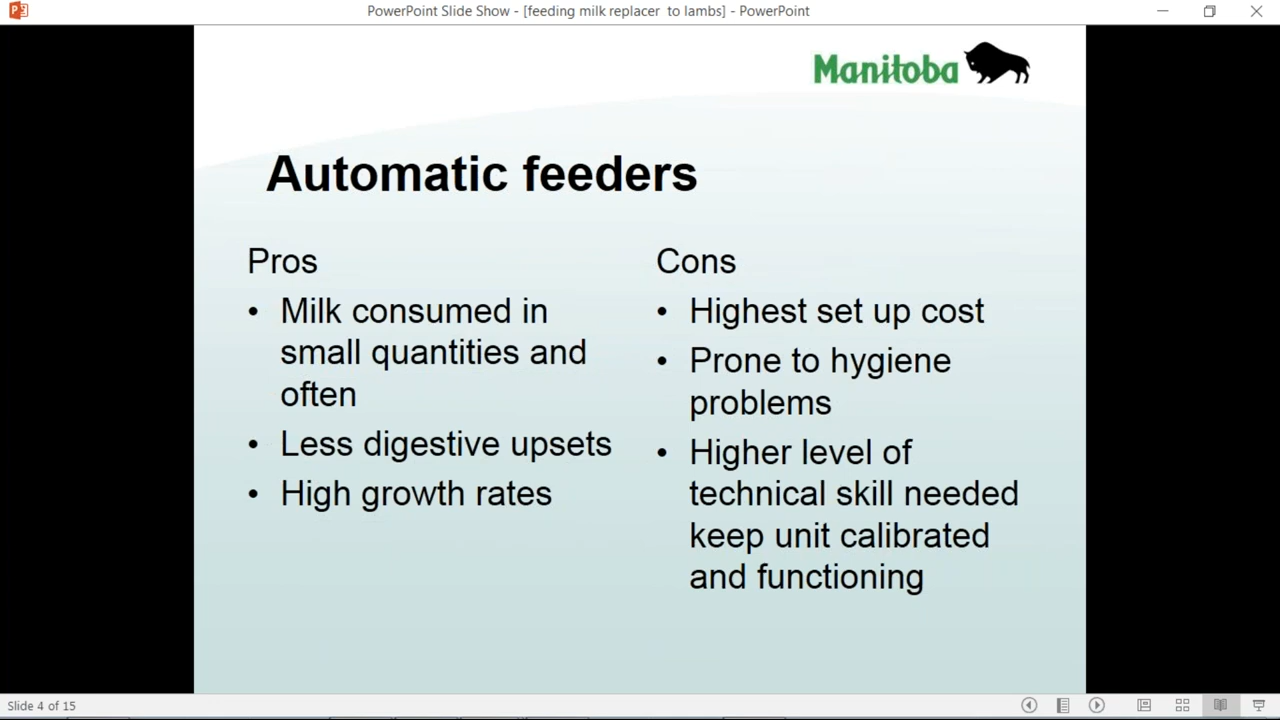 PowerPoint Slide Show - [feeding milk replacer  to lambs] - PowerPoint
Manitoba
Automatic feeders
Pros
• Milk consumed in
small quantities and
often
• Less digestive upsets
• High growth rates
Cons
• Highest set up cost
• Prone to hygiene
problems
• Higher level of
technical skill needed
keep unit calibrated
and functioning
Slide 4 of 15